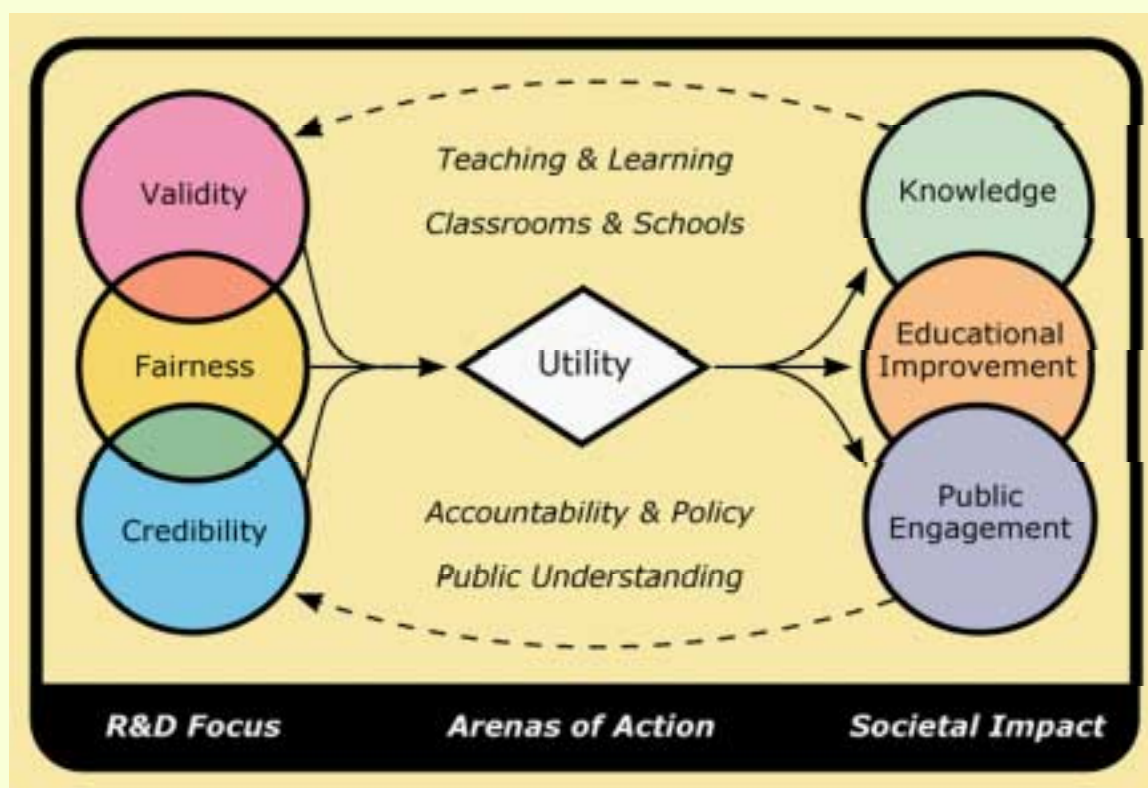 Validity
Fairness
Credibility
Teaching & Learning
Classrooms & Schools
Utility
Accountability & Policy
Public Understanding
Knowledge
Educational
Improvement
Public
Engagement
R&D Focus
Arenas of Action
Societal Impact